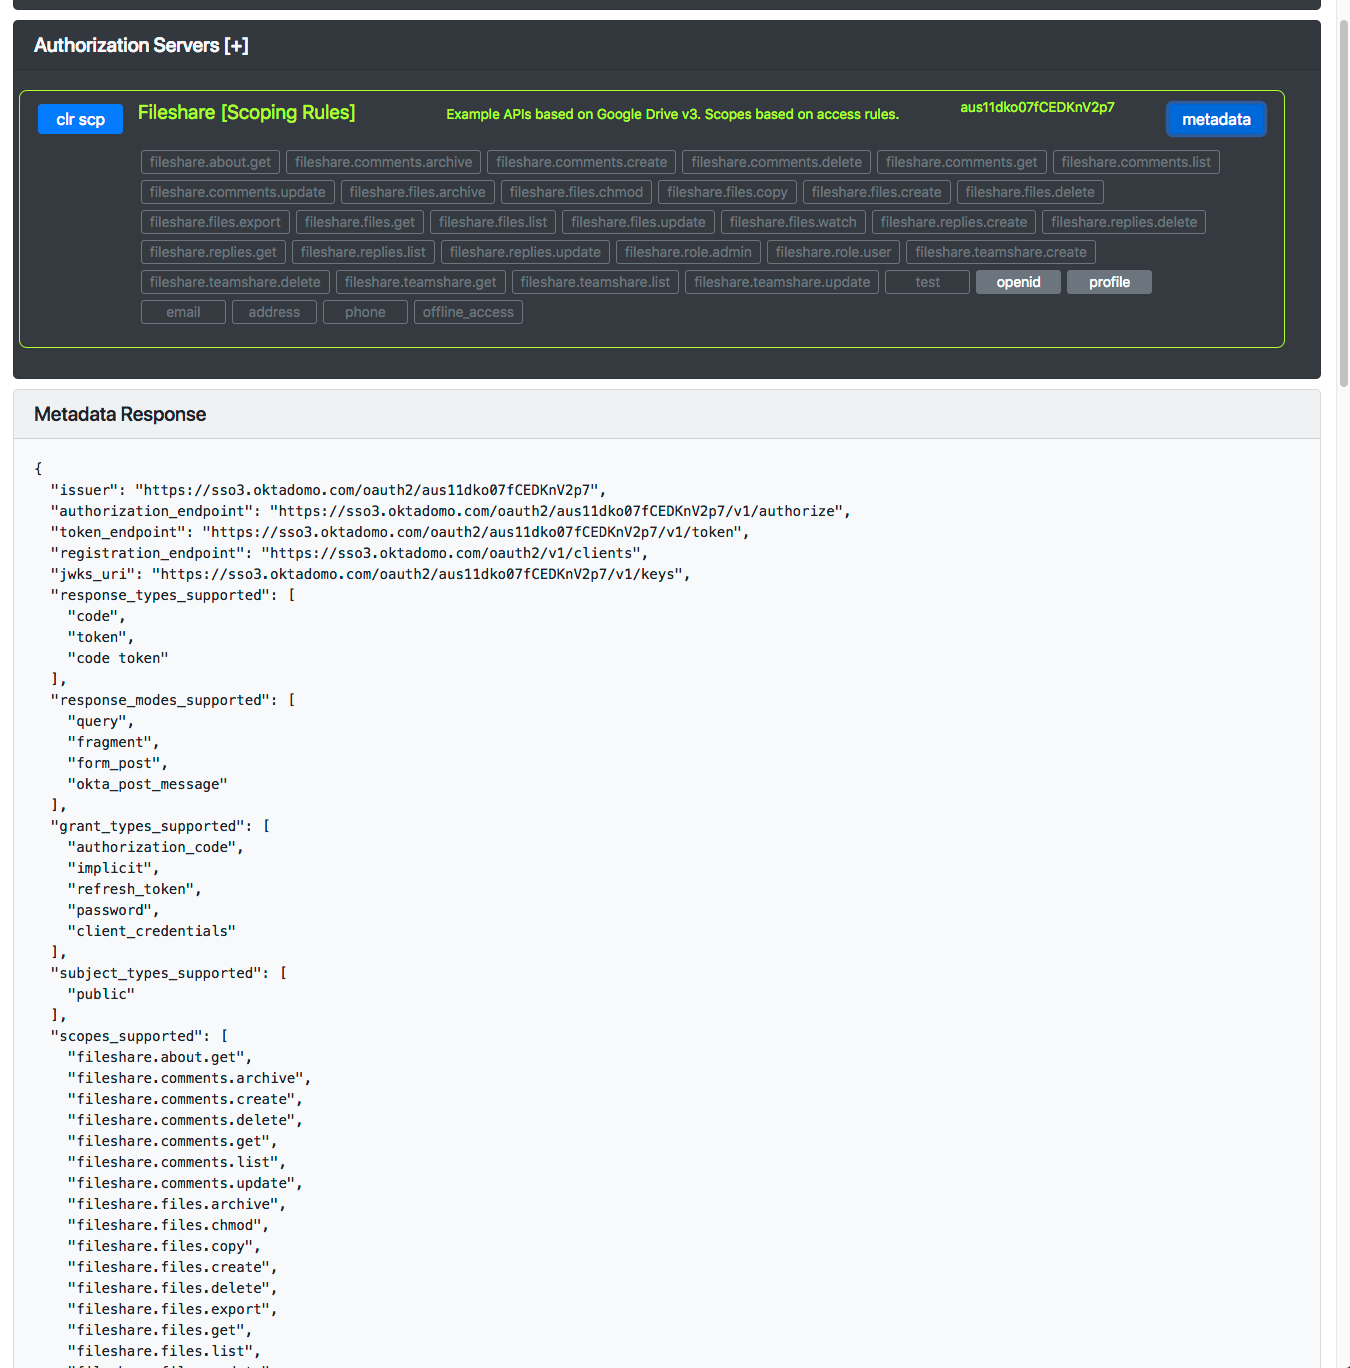 Authorization Servers [+]
clr scp
Fileshare [Scoping Rules]
Example APIs based on Google Drive v3. Scopes based on access rules.
aus11dko07fCEDKnV2p7
metadata
fileshare.about.get fileshare.comments.archive fileshare.comments.create fileshare.comments.delete fileshare.comments.get fileshare.comments.list
fileshare.comments.update fileshare.files.archive fileshare.files.chmod fileshare.files.copy fileshare.files.create fileshare.files.delete
fileshare.files.export fileshare.files.get fileshare.files.list fileshare.files.update fileshare.files.watch fileshare.replies.create fileshare.replies.delete
fileshare.replies.get fileshare.replies.list fileshare.replies.update fileshare.role.admin fileshare.role.user fileshare.teamshare.create
fileshare.teamshare.delete fileshare.teamshare.get fileshare.teamshare.list fileshare.teamshare.update test openid profile
email address phone offline_access
Metadata Response
{
"issuer": "https://sso3.oktadomo.com/oauth2/aus11dko07fCEDKnV2p7",
"authorization_endpoint": "https://sso3.oktadomo.com/oauth2/aus11dko07fCEDKnV2p7/v1/authorize",
"token_endpoint": "https://sso3.oktadomo.com/oauth2/aus11dko07fCEDKnV2p7/v1/token",
"registration_endpoint": "https://sso3.oktadomo.com/oauth2/v1/clients",
"jwks_uri": "https://sso3.oktadomo.com/oauth2/aus11dko07fCEDKnV2p7/v1/keys",
"response_types_supported": [
"code",
"token",
"code token"
],
"response_modes_supported": [
"query",
"fragment",
"form_post",
"okta_post_message"
],
"grant_types_supported": [
"authorization_code",
"implicit",
"refresh_token",
"password",
"client_credentials"
],
"subject_types_supported": [
"public"
],
"scopes_supported": [
"fileshare.about.get",
"fileshare.comments.archive",
"fileshare.comments.create",
"fileshare.comments.delete",
"fileshare.comments.get",
"fileshare.comments.list",
"fileshare.comments.update",
"fileshare.files.archive",
"fileshare.files.chmod",
"fileshare.files.copy",
"fileshare.files.create",
"fileshare.files.delete",
"fileshare.files.export",
"fileshare.files.get",
"fileshare.files.list",